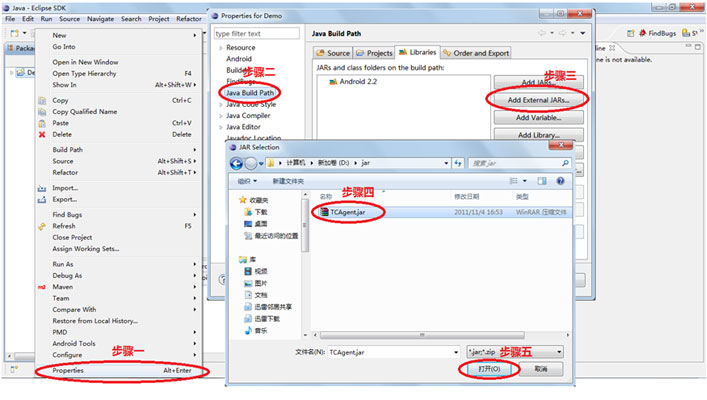 Java - Eclipse SDK
File Edit Run Source Navigate Search Project Refactor
New
Go Into
Open in New Window
Open Type Hierarchy F4
Show In Alt+Shift+W
Copy Ctrl+C
Copy Qualified Name
Paste Ctrl+V
Delete Delete
Build Path
Source Alt+Shift+S
Refactor Alt+Shift+T
Import...
Export...
Find Bugs
Refresh F5
Close Project
Assign Working Sets...
Run As
Debug As
Maven
Team
Compare With
Restore from Local History...
PMD
Android Tools
Configure
步骤一
Properties Alt+Enter
Properties for Demo
type filter text
Java Build Path
Resource
Android
步骤二
Java Build Path
Java Code Style
Java Compiler
Java Editor
Javadoc Location
Source Projects Libraries Order and Export
JARs and class folders on the build path:
Android 2.2
步骤三
Add JARs...
Add External JARs...
Add Variable...
Add Library...
FindBugs
is not available.
JAR Selection
计算机 新加卷 (D:) jar
搜索 jar
组织 新建文件夹
收藏夹
下载
桌面
最近访问的位置
库
视频
图片
文档
迅雷邻居共享
迅雷下载
音乐
步骤四
名称 修改日期 类型
TCAgent.jar 2011/11/4 16:53 WinRAR 压缩文件
步骤五
文件名(N): TCAgent.jar *.jar;*.zip
打开(O) 取消